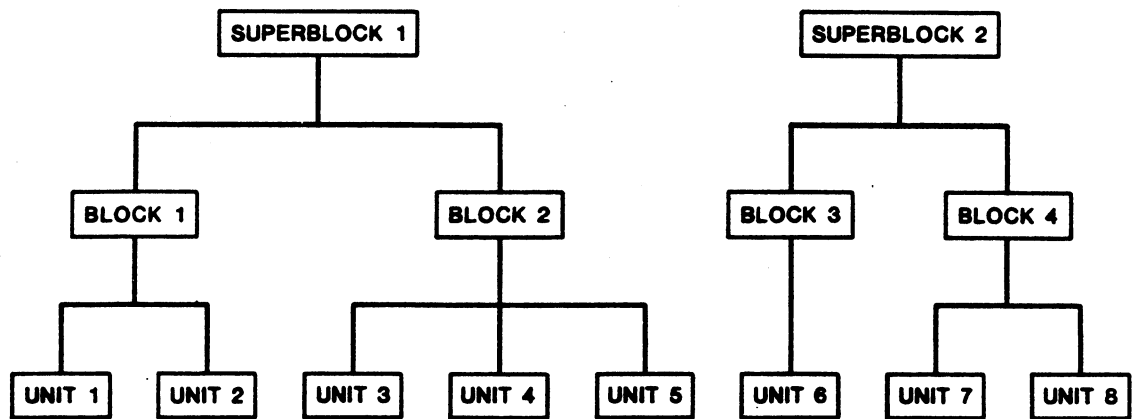 SUPERBLOCK 1
SUPERBLOCK 2
BLOCK 1
BLOCK 2
BLOCK 3
BLOCK 4
UNIT 1
UNIT 2
UNIT 3
UNIT 4
UNIT 5
UNIT 6
UNIT 7
UNIT 8